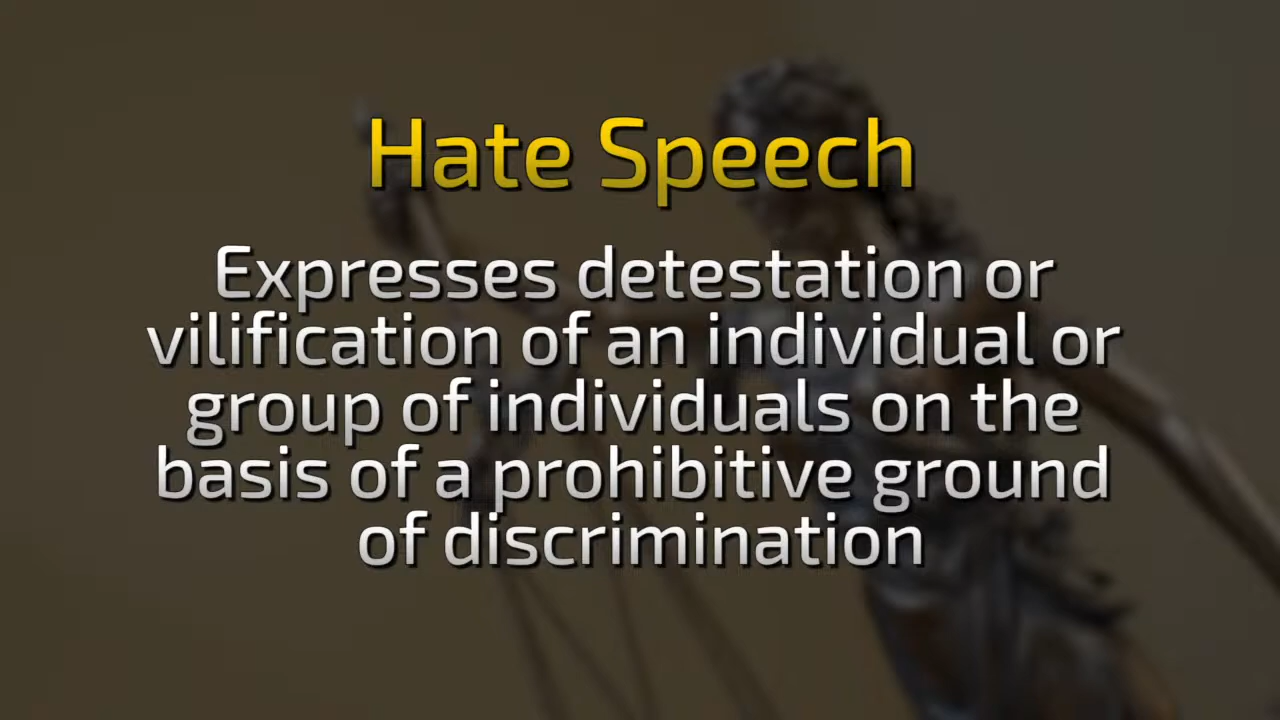 Hate Speech
Expresses detestation or
vilification of an individual or
group of individuals on the
basis of a prohibitive ground
of discrimination